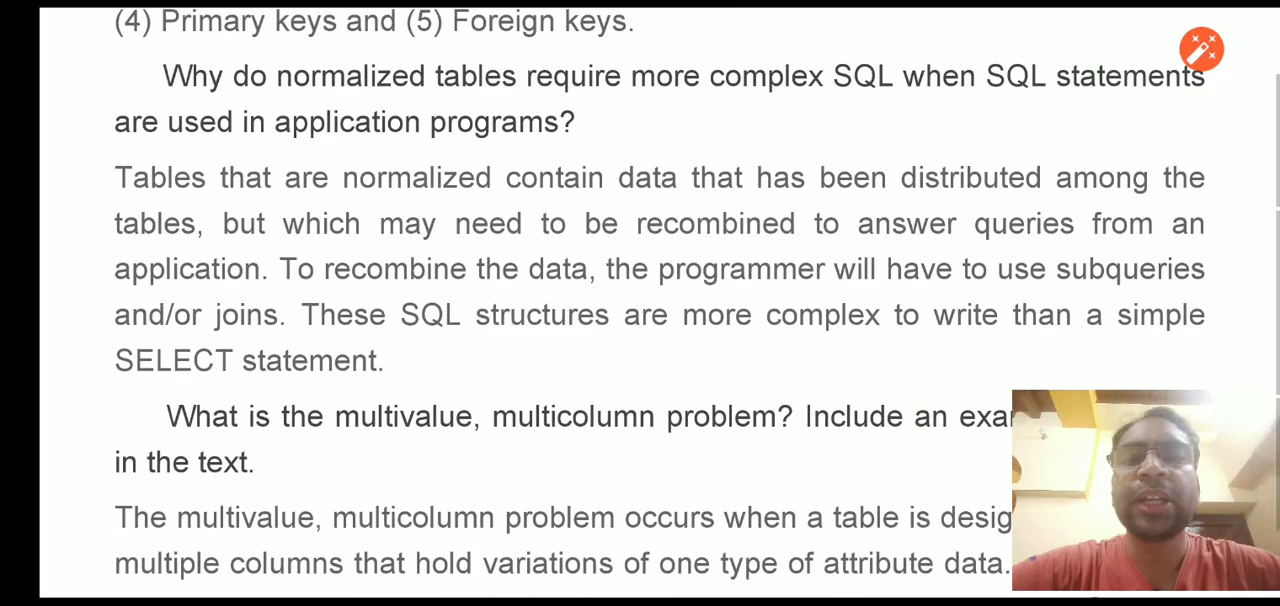 (4) Primary keys and (5) Foreign keys.
Why do normalized tables require more complex SQL when SQL statements
are used in application programs?
Tables that are normalized contain data that has been distributed among the
tables, but which may need to be recombined to answer queries from an
application. To recombine the data, the programmer will have to use subqueries
and/or joins. These SQL structures are more complex to write than a simple
SELECT statement.
What is the multivalue, multicolumn problem? Include an
in the text.
The multivalue, multicolumn problem occurs when a table is
multiple columns that hold variations of one type of attribute data.